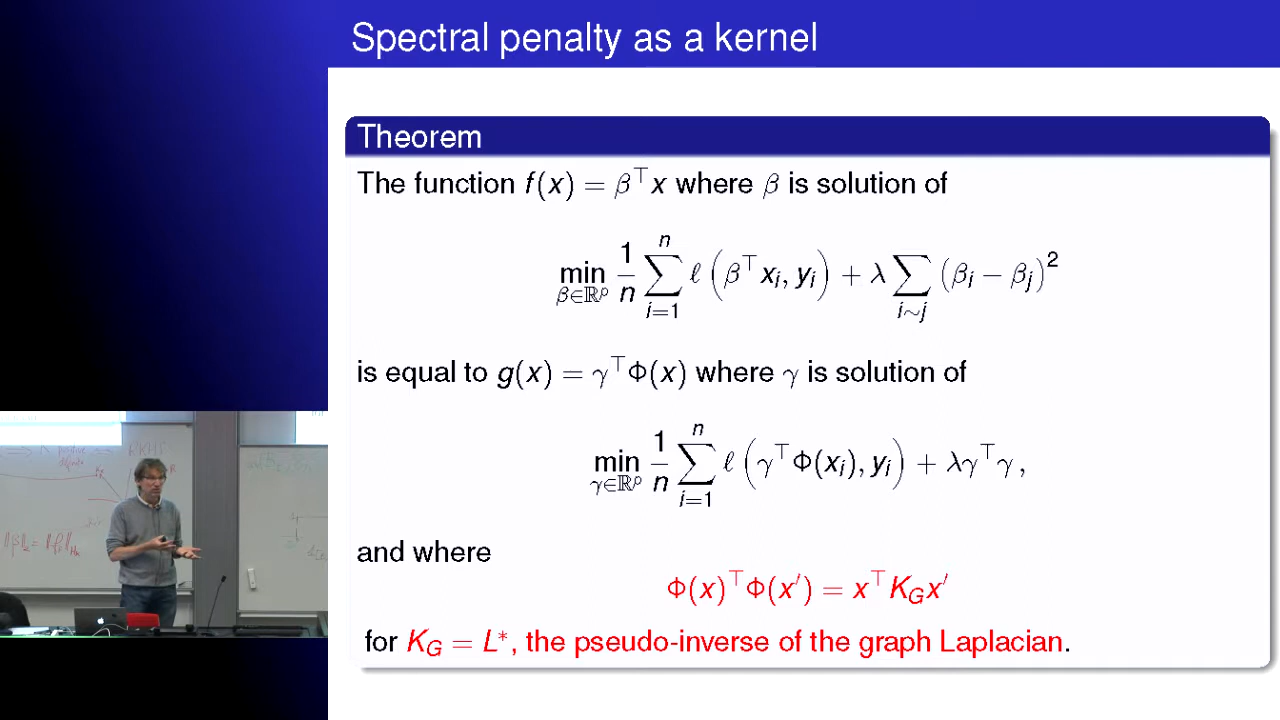 Spectral penalty as a kernel
Theorem
The function f(x) = β⊤x where β is solution of
min_{β∈ℝ^p} 1/n ∑_{i=1}^{n} ℓ(β⊤x_i, y_i) + λ ∑_{i∼j} (β_i − β_j)²
is equal to g(x) = γ⊤Φ(x) where γ is solution of
min_{γ∈ℝ^p} 1/n ∑_{i=1}^{n} ℓ(γ⊤Φ(x_i), y_i) + λγ⊤γ ,
and where
Φ(x)⊤Φ(x′) = x⊤K_G x′
for K_G = L*, the pseudo-inverse of the graph Laplacian.
positive
RKHS